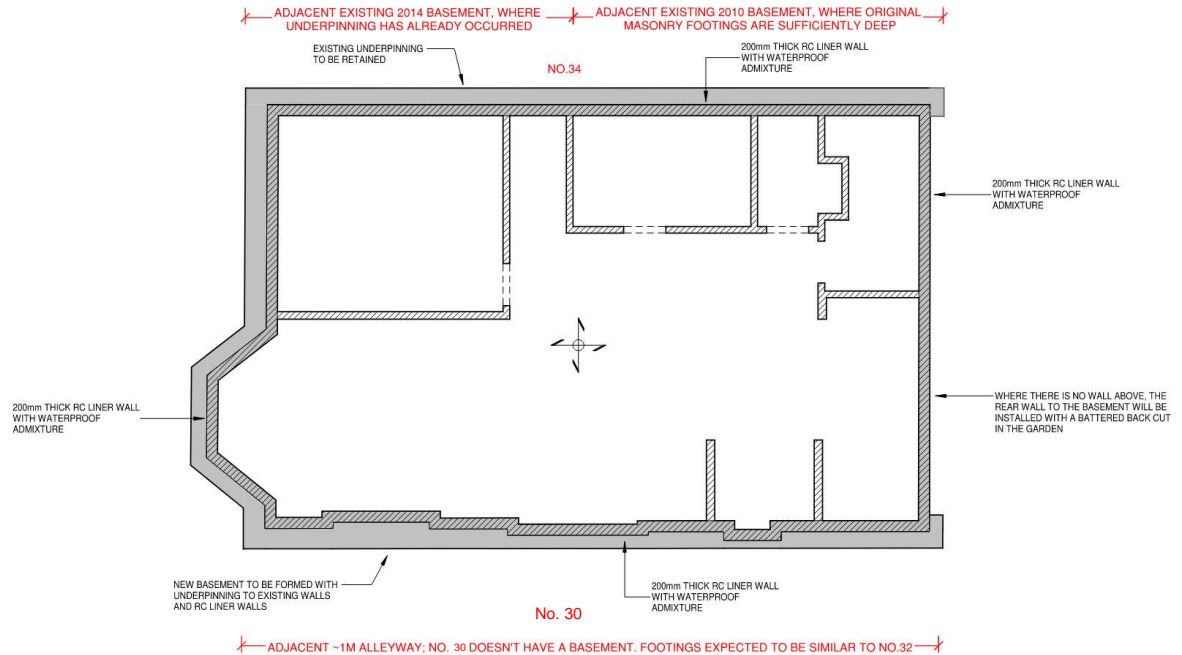 ADJACENT EXISTING 2014 BASEMENT, WHERE
UNDERPINNING HAS ALREADY OCCURRED
ADJACENT EXISTING 2010 BASEMENT, WHERE ORIGINAL
MASONRY FOOTINGS ARE SUFFICIENTLY DEEP
EXISTING UNDERPINNING
TO BE RETAINED
NO.34
200mm THICK RC LINER WALL
WITH WATERPROOF
ADMIXTURE
200mm THICK RC LINER WALL
WITH WATERPROOF
ADMIXTURE
200mm THICK RC LINER WALL
WITH WATERPROOF
ADMIXTURE
WHERE THERE IS NO WALL ABOVE, THE
REAR WALL TO THE BASEMENT WILL BE
INSTALLED WITH A BATTERED BACK CUT
IN THE GARDEN
NEW BASEMENT TO BE FORMED WITH
UNDERPINNING TO EXISTING WALLS
AND RC LINER WALLS
No. 30
200mm THICK RC LINER WALL
WITH WATERPROOF
ADMIXTURE
ADJACENT ~1M ALLEYWAY; NO. 30 DOESN'T HAVE A BASEMENT. FOOTINGS EXPECTED TO BE SIMILAR TO NO.32